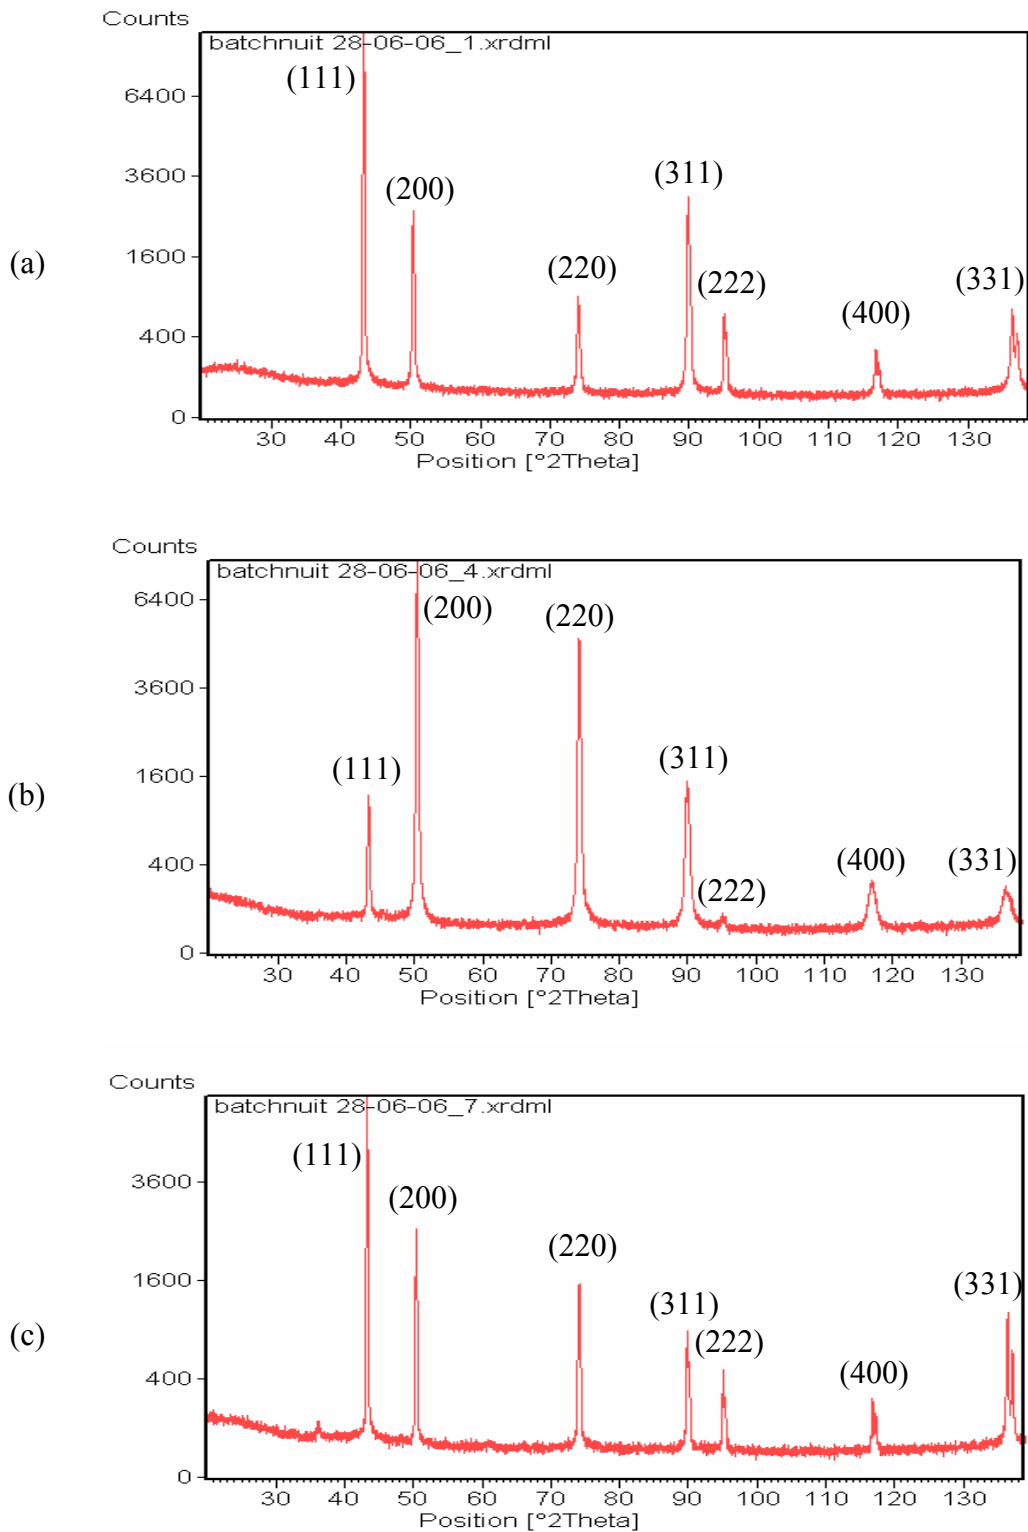 Counts
batchnuit 28-06-06_1.xrdml
(111)
6400
3600
(311)
(200)
(a)
1600
(220)
(222)
(331)
(400)
400
0
30 40 50 60 70 80 90 100 110 120 130
Position [°2Theta]
Counts
batchnuit 28-06-06_4.xrdml
6400
(200)
(220)
3600
(b)
1600
(111)
(311)
400
(400)
(331)
(222)
0
30 40 50 60 70 80 90 100 110 120 130
Position [°2Theta]
Counts
batchnuit 28-06-06_7.xrdml
(111)
3600
(200)
(220)
1600
(331)
(311)
(c)
(222)
(400)
400
0
30 40 50 60 70 80 90 100 110 120 130
Position [°2Theta]